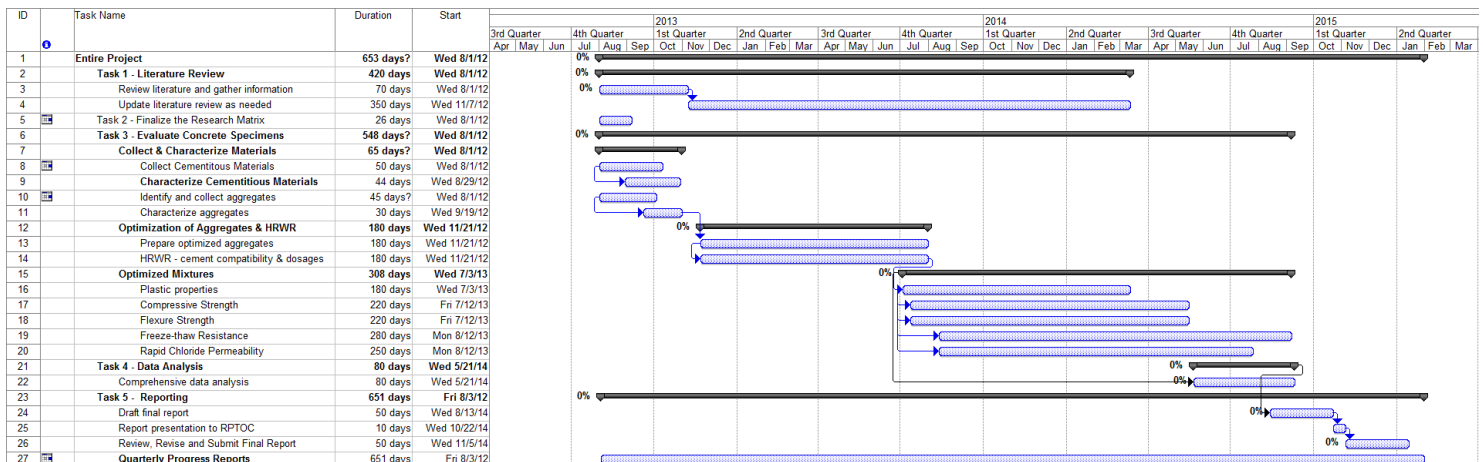 ID Task Name Duration Start
2013 2014 2015
3rd Quarter 4th Quarter 1st Quarter 2nd Quarter 3rd Quarter 4th Quarter 1st Quarter 2nd Quarter 3rd Quarter 4th Quarter 1st Quarter 2nd Quarter
Apr May Jun Jul Aug Sep Oct Nov Dec Jan Feb Mar Apr May Jun Jul Aug Sep Oct Nov Dec Jan Feb Mar Apr May Jun Jul Aug Sep Oct Nov Dec Jan Feb Mar
1 Entire Project 653 days? Wed 8/1/12 0%
2 Task 1 - Literature Review 420 days Wed 8/1/12 0%
3 Review literature and gather information 70 days Wed 8/1/12 0%
4 Update literature review as needed 350 days Wed 11/7/12
5 Task 2 - Finalize the Research Matrix 26 days Wed 8/1/12
6 Task 3 - Evaluate Concrete Specimens 548 days? Wed 8/1/12 0%
7 Collect & Characterize Materials 65 days? Wed 8/1/12
8 Collect Cementitous Materials 50 days Wed 8/1/12
9 Characterize Cementitious Materials 44 days Wed 8/29/12
10 Identify and collect aggregates 45 days? Wed 8/1/12
11 Characterize aggregates 30 days Wed 9/19/12
12 Optimization of Aggregates & HRWR 180 days Wed 11/21/12 0%
13 Prepare optimized aggregates 180 days Wed 11/21/12
14 HRWR - cement compatibility & dosages 180 days Wed 11/21/12
15 Optimized Mixtures 308 days Wed 7/3/13 0%
16 Plastic properties 180 days Wed 7/3/13
17 Compressive Strength 220 days Fri 7/12/13
18 Flexure Strength 220 days Fri 7/12/13
19 Freeze-thaw Resistance 280 days Mon 8/12/13
20 Rapid Chloride Permeability 250 days Mon 8/12/13
21 Task 4 - Data Analysis 80 days Wed 5/21/14 0%
22 Comprehensive data analysis 80 days Wed 5/21/14 0%
23 Task 5 - Reporting 651 days Fri 8/3/12 0%
24 Draft final report 50 days Wed 8/13/14 0%
25 Report presentation to RPTOC 10 days Wed 10/22/14
26 Review, Revise and Submit Final Report 50 days Wed 11/5/14 0%
27 Quarterly Progress Reports 651 days Fri 8/3/12